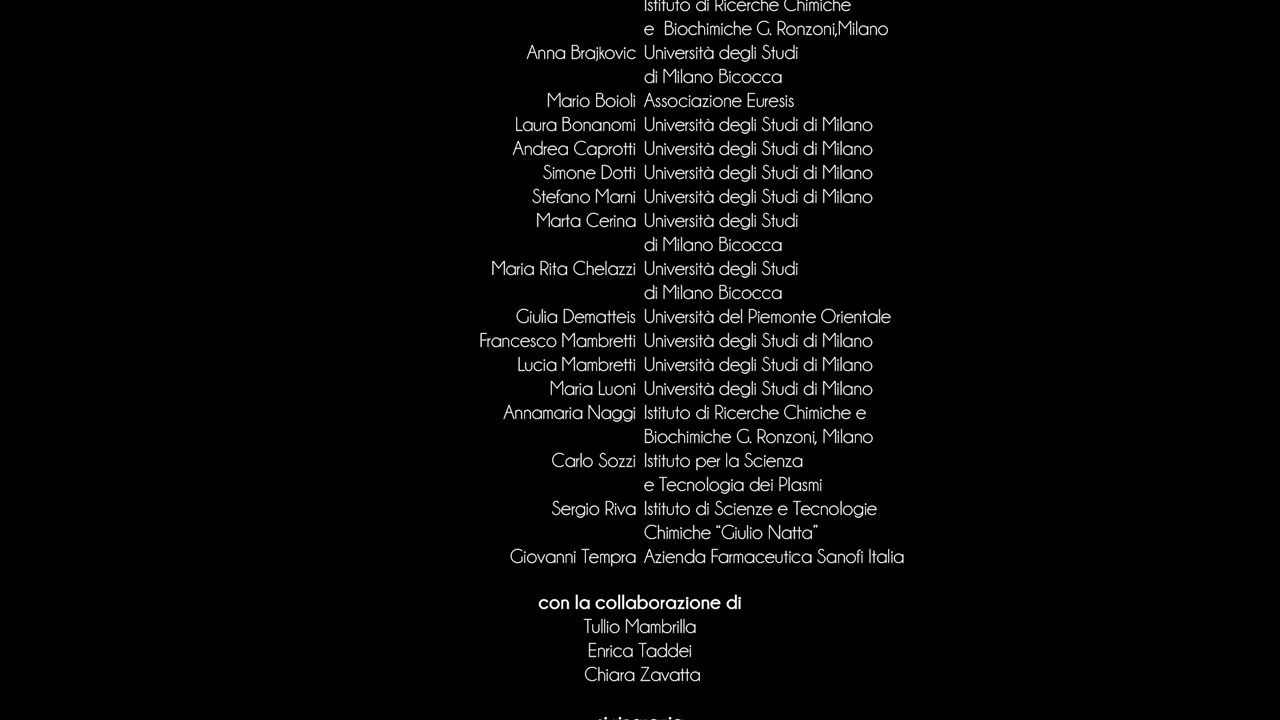 Istituto di Ricerche Chimiche
e Biochimiche G. Ronzoni,Milano
Anna Brajkovic Università degli Studi
di Milano Bicocca
Mario Boioli Associazione Euresis
Laura Bonanomi Università degli Studi di Milano
Andrea Caprotti Università degli Studi di Milano
Simone Dotti Università degli Studi di Milano
Stefano Marni Università degli Studi di Milano
Marta Cerina Università degli Studi
di Milano Bicocca
Maria Rita Chelazzi Università degli Studi
di Milano Bicocca
Giulia Dematteis Università del Piemonte Orientale
Francesco Mambretti Università degli Studi di Milano
Lucia Mambretti Università degli Studi di Milano
Maria Luoni Università degli Studi di Milano
Annamaria Naggi Istituto di Ricerche Chimiche e
Biochimiche G. Ronzoni, Milano
Carlo Sozzi Istituto per la Scienza
e Tecnologia dei Plasmi
Sergio Riva Istituto di Scienze e Tecnologie
Chimiche “Giulio Natta”
Giovanni Tempra Azienda Farmaceutica Sanofi Italia
con la collaborazione di
Tullio Mambrilla
Enrica Taddei
Chiara Zavatta